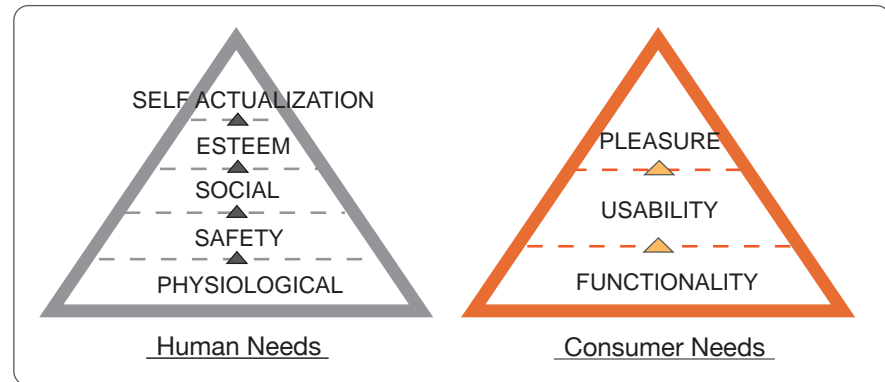 SELF ACTUALIZATION
ESTEEM
SOCIAL
SAFETY
PHYSIOLOGICAL
Human Needs
PLEASURE
USABILITY
FUNCTIONALITY
Consumer Needs